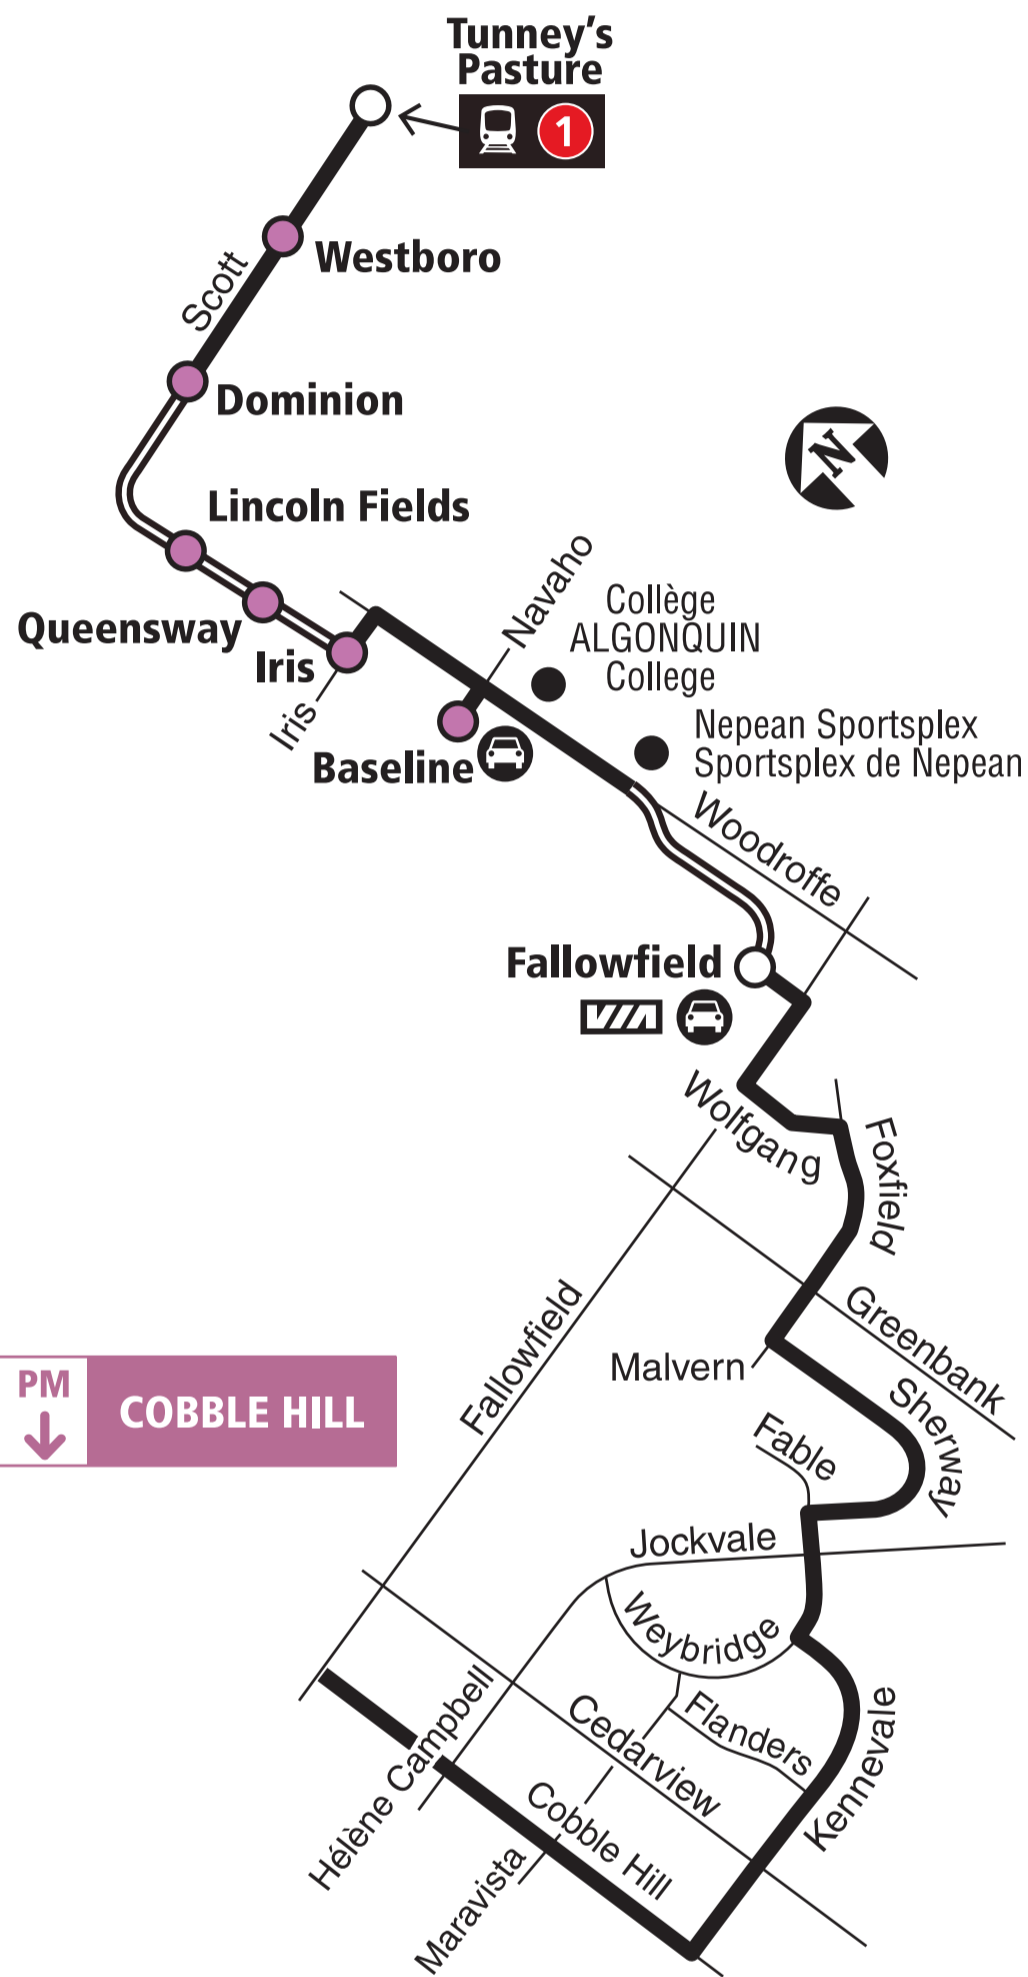 Tunney's
Pasture
1
Westboro
Scott
Dominion
N
Lincoln Fields
Navaho
Queensway
Collège
ALGONQUIN
College
Iris
Iris
Baseline
Nepean Sportsplex
Sportsplex de Nepean
Woodroffe
Fallowfield
VIA
Wolfgang
Foxfield
Fallowfield
Greenbank
Malvern
PM
COBBLE HILL
Sherway
Fable
Jockvale
Weybridge
Flanders
Kennevale
Cedarview
Hélène Campbell
Cobble Hill
Maravista